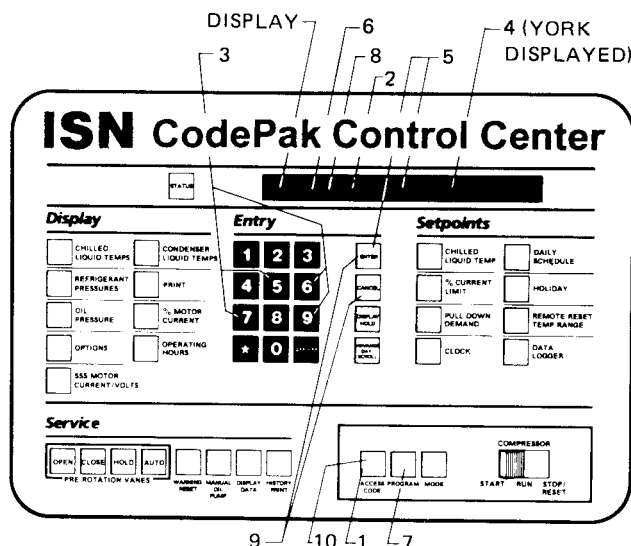 DISPLAY
6
4 (YORK DISPLAYED)
3
8
5
2
ISN CodePak Control Center
STATUS
Display
CHILLED LIQUID TEMPS
CONDENSER LIQUID TEMPS
REFRIGERANT PRESSURES
PRINT
OIL PRESSURE
% MOTOR CURRENT
OPTIONS
OPERATING HOURS
SSS MOTOR CURRENT/VOLTS
Entry
1 2 3
4 5 6
7 8 9
* 0
ENTER
CANCEL
DISPLAY HOLD
ADVANCE DAY SCROLL
Setpoints
CHILLED LIQUID TEMP
DAILY SCHEDULE
% CURRENT LIMIT
HOLIDAY
PULL DOWN DEMAND
REMOTE RESET TEMP RANGE
CLOCK
DATA LOGGER
Service
OPEN CLOSE HOLD AUTO
PRE ROTATION VANES
WARNING RESET
MANUAL OIL PUMP
DISPLAY DATA
HISTORY PRINT
ACCESS CODE
PROGRAM
MODE
COMPRESSOR
START RUN STOP/RESET
9 10 1 7